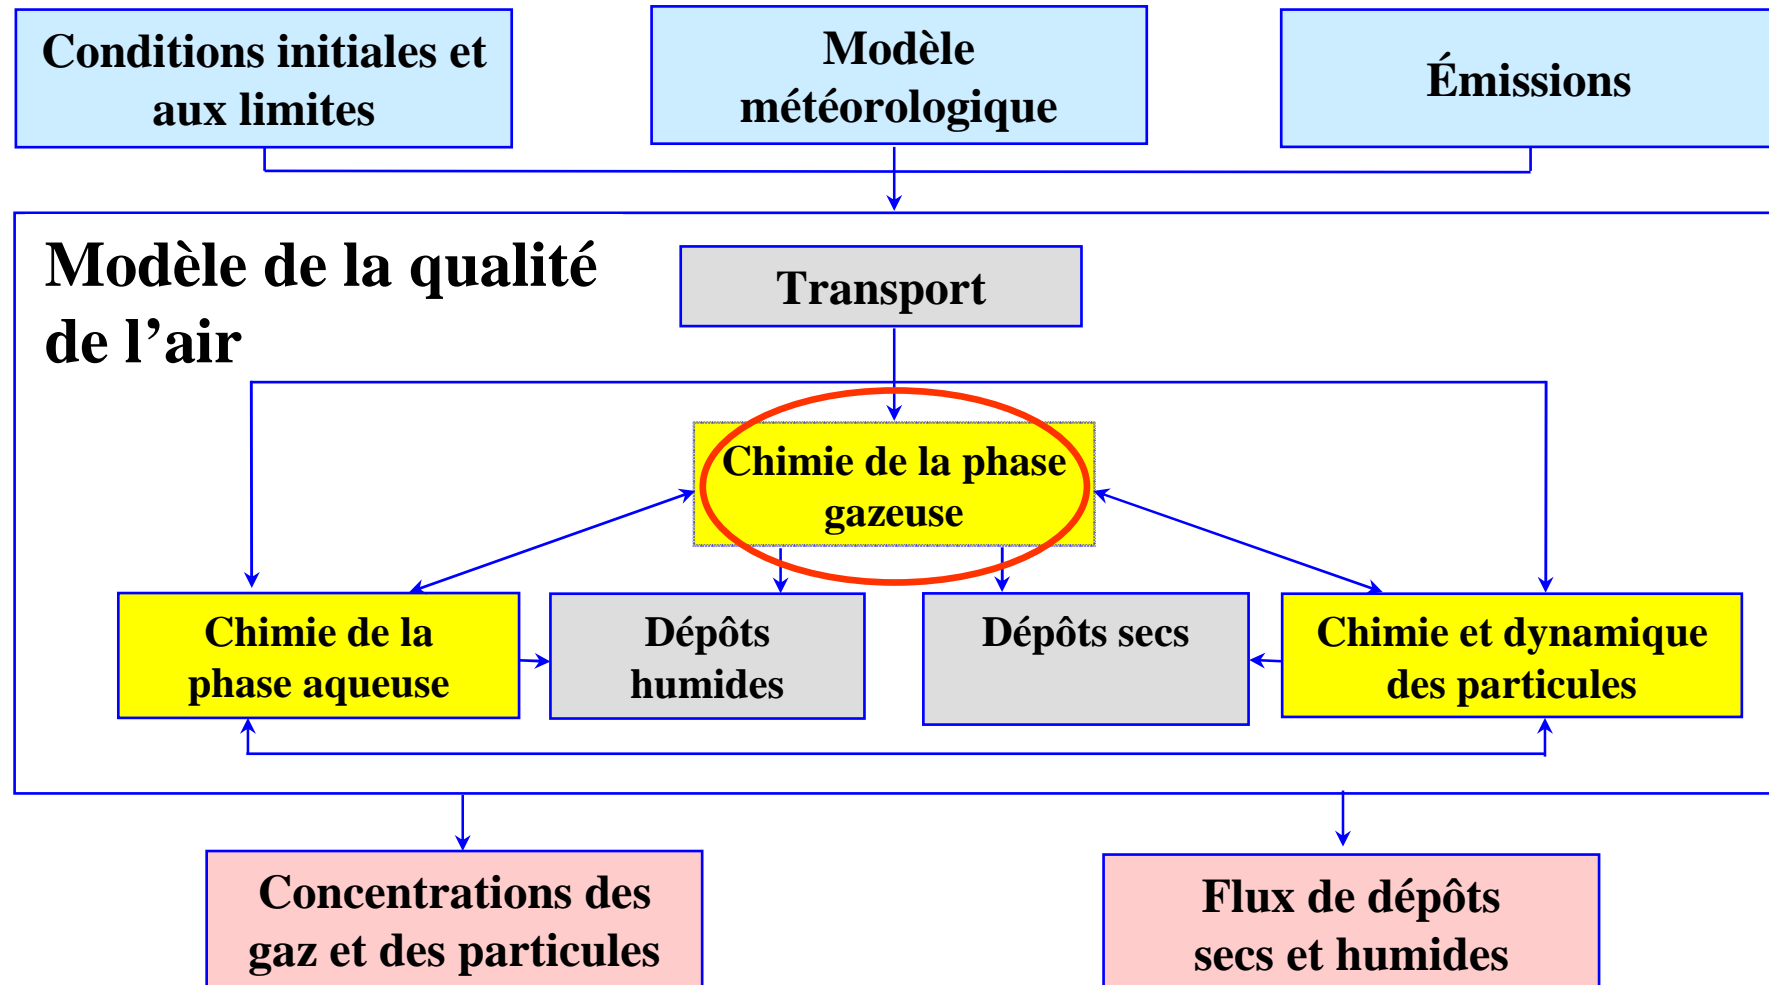 Conditions initiales et
aux limites
Modèle
météorologique
Émissions
Modèle de la qualité
de l’air
Transport
Chimie de la phase
gazeuse
Chimie de la
phase aqueuse
Dépôts
humides
Dépôts secs
Chimie et dynamique
des particules
Concentrations des
gaz et des particules
Flux de dépôts
secs et humides